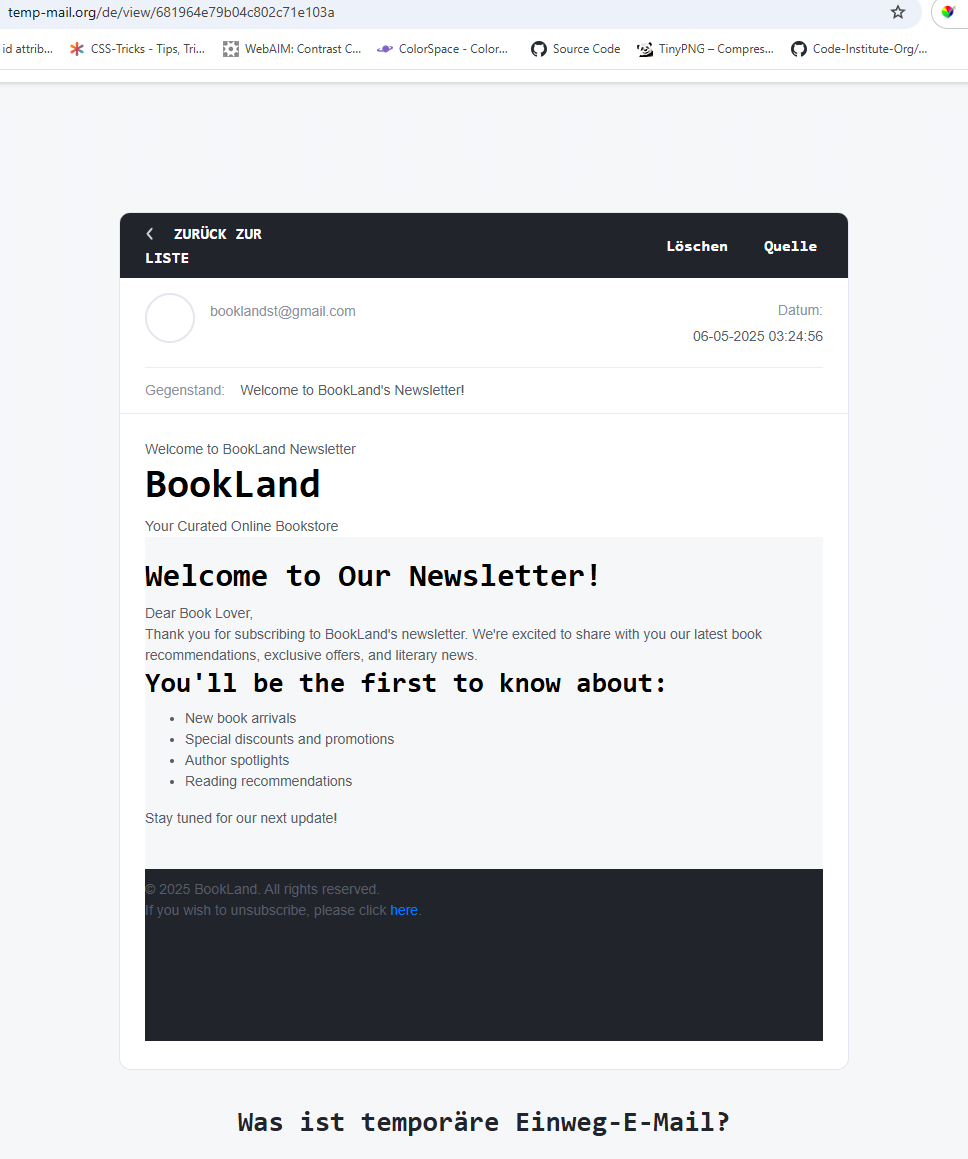 temp-mail.org/de/view/681964e79b04c802c71e103a
id attrib... CSS-Tricks - Tips, Tri... WebAIM: Contrast C... ColorSpace - Color... Source Code TinyPNG – Compres... Code-Institute-Org/...
ZURÜCK ZUR
LISTE
Löschen Quelle
booklandst@gmail.com
Datum:
06-05-2025 03:24:56
Gegenstand: Welcome to BookLand's Newsletter!
Welcome to BookLand Newsletter
BookLand
Your Curated Online Bookstore
Welcome to Our Newsletter!
Dear Book Lover,
Thank you for subscribing to BookLand's newsletter. We're excited to share with you our latest book
recommendations, exclusive offers, and literary news.
You'll be the first to know about:
• New book arrivals
• Special discounts and promotions
• Author spotlights
• Reading recommendations
Stay tuned for our next update!
© 2025 BookLand. All rights reserved.
If you wish to unsubscribe, please click here.
Was ist temporäre Einweg-E-Mail?